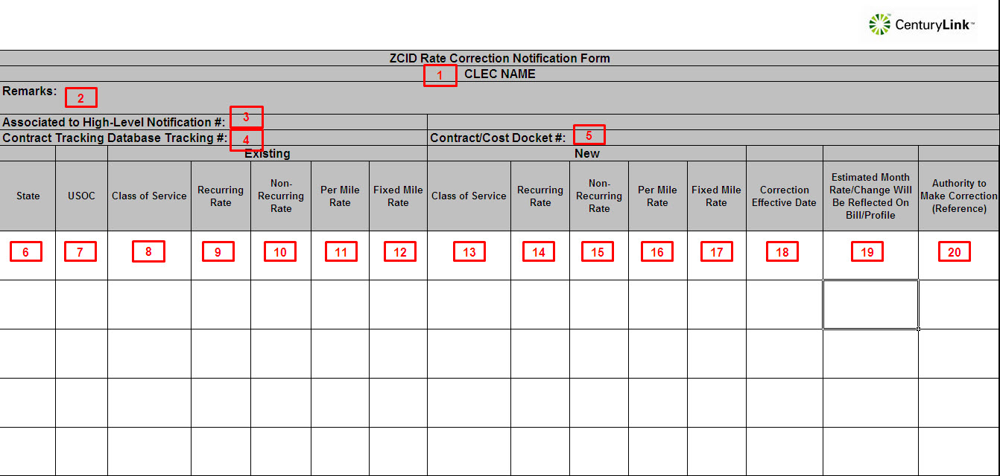 CenturyLink™
ZCID Rate Correction Notification Form
1 CLEC NAME
Remarks: 2
Associated to High-Level Notification #: 3
Contract Tracking Database Tracking #: 4 Contract/Cost Docket #: 5
Existing New
State
USOC
Class of Service
Recurring
Rate
Non-
Recurring
Rate
Per Mile
Rate
Fixed Mile
Rate
Class of Service
Recurring
Rate
Non-
Recurring
Rate
Per Mile
Rate
Fixed Mile
Rate
Correction
Effective Date
Estimated Month
Rate/Change Will
Be Reflected On
Bill/Profile
Authority to
Make Correction
(Reference)
6 7 8 9 10 11 12 13 14 15 16 17 18 19 20